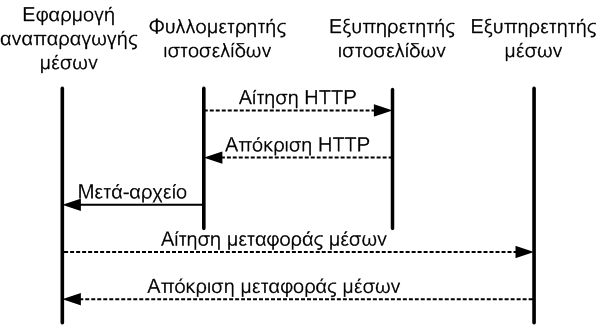 Εφαρμογή
αναπαραγωγής
μέσων
Φυλλομετρητής
ιστοσελίδων
Εξυπηρετητής
ιστοσελίδων
Εξυπηρετητής
μέσων
Αίτηση HTTP
Απόκριση HTTP
Μετά-αρχείο
Αίτηση μεταφοράς μέσων
Απόκριση μεταφοράς μέσων